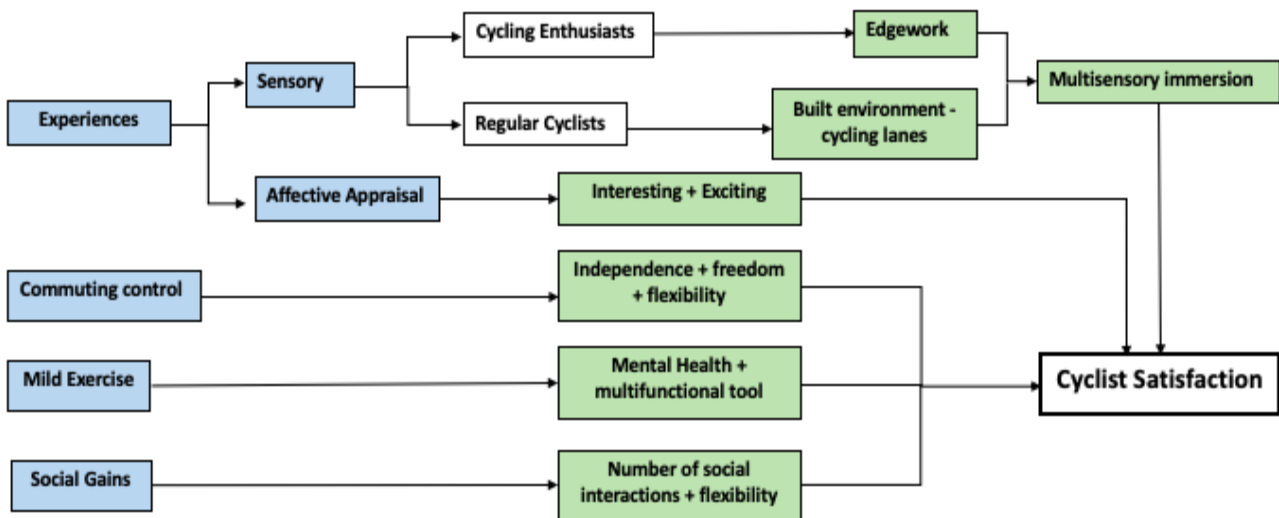 Cycling Enthusiasts
Edgework
Sensory
Multisensory immersion
Experiences
Regular Cyclists
Built environment -
cycling lanes
Affective Appraisal
Interesting + Exciting
Commuting control
Independence + freedom
+ flexibility
Mild Exercise
Mental Health +
multifunctional tool
Cyclist Satisfaction
Social Gains
Number of social
interactions + flexibility